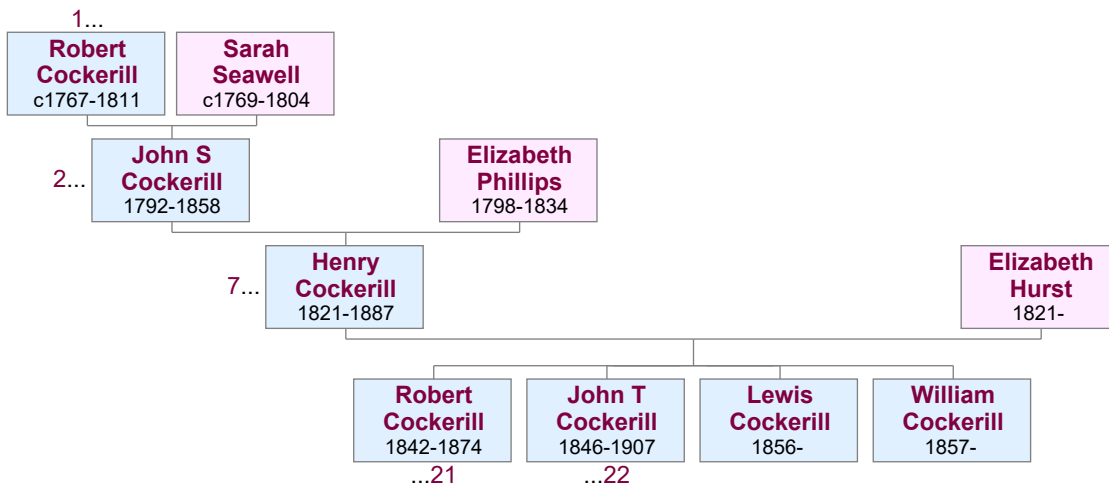 1...
Robert
Cockerill
c1767-1811
Sarah
Seawell
c1769-1804
2...
John S
Cockerill
1792-1858
Elizabeth
Phillips
1798-1834
7...
Henry
Cockerill
1821-1887
Elizabeth
Hurst
1821-
Robert
Cockerill
1842-1874
...21
John T
Cockerill
1846-1907
...22
Lewis
Cockerill
1856-
William
Cockerill
1857-